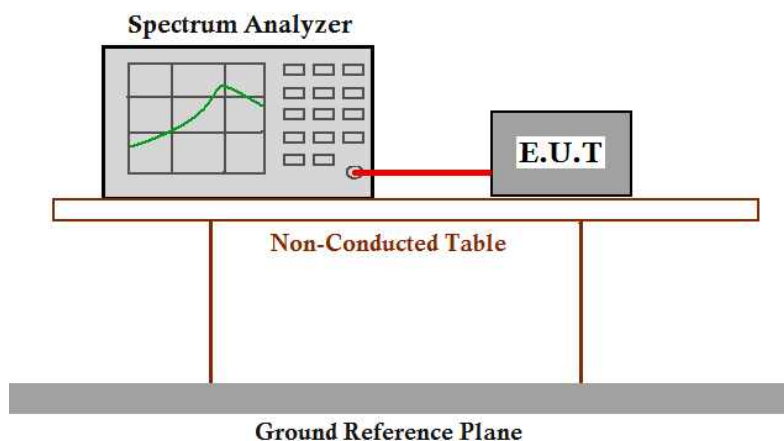 Spectrum Analyzer
E.U.T
Non-Conducted Table
Ground Reference Plane